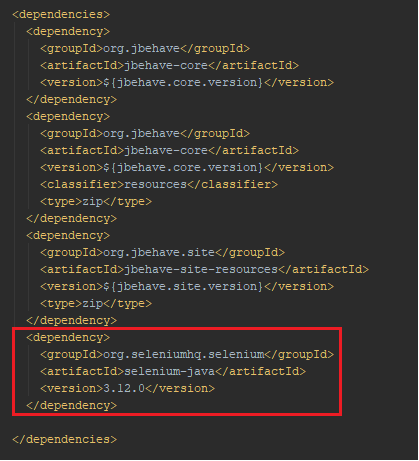 <dependencies>
<dependency>
<groupId>org.jbehave</groupId>
<artifactId>jbehave-core</artifactId>
<version>${jbehave.core.version}</version>
</dependency>
<dependency>
<groupId>org.jbehave</groupId>
<artifactId>jbehave-core</artifactId>
<version>${jbehave.core.version}</version>
<classifier>resources</classifier>
<type>zip</type>
</dependency>
<dependency>
<groupId>org.jbehave.site</groupId>
<artifactId>jbehave-site-resources</artifactId>
<version>${jbehave.site.version}</version>
<type>zip</type>
</dependency>
<dependency>
<groupId>org.seleniumhq.selenium</groupId>
<artifactId>selenium-java</artifactId>
<version>3.12.0</version>
</dependency>
</dependencies>